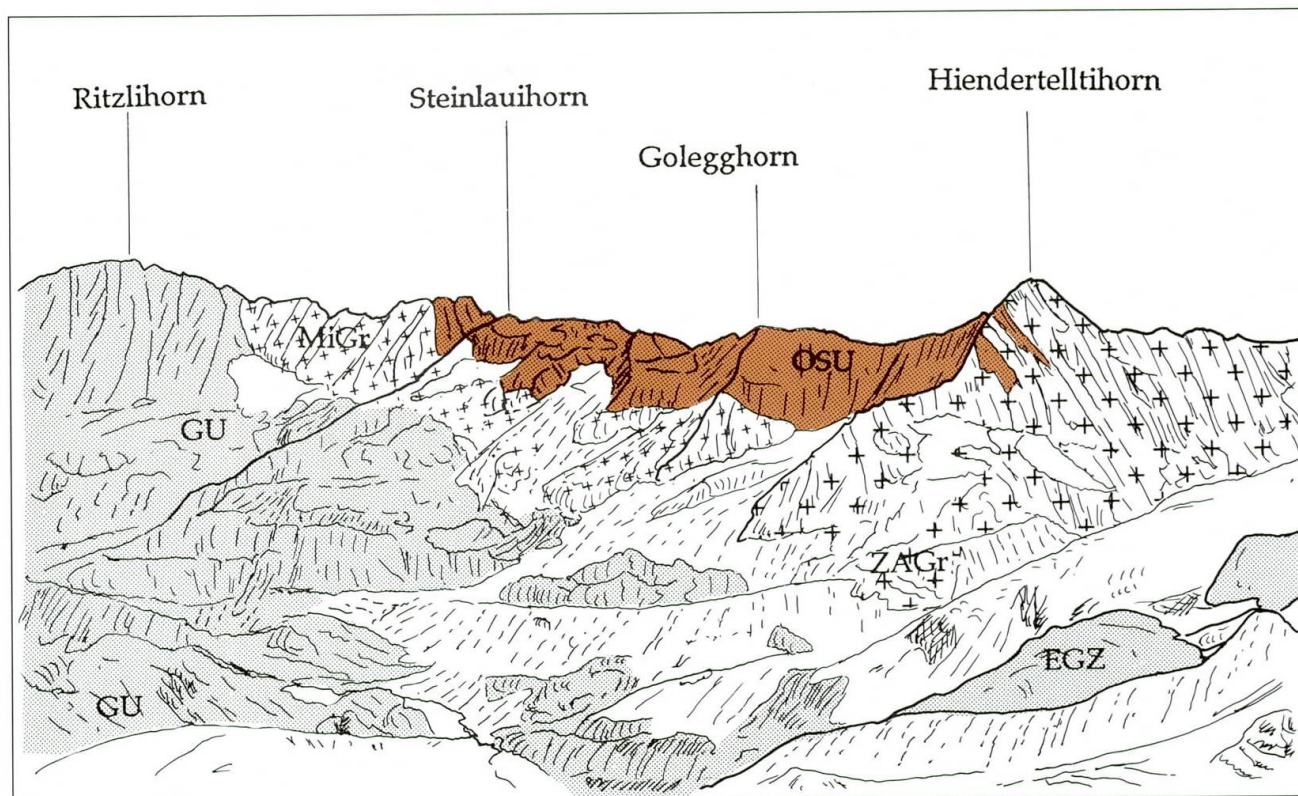 Ritzlihorn
Steinlauihorn
Golegghorn
Hiendertelltihorn
MiGr
OSU
GU
ZAGr
EGZ
GU